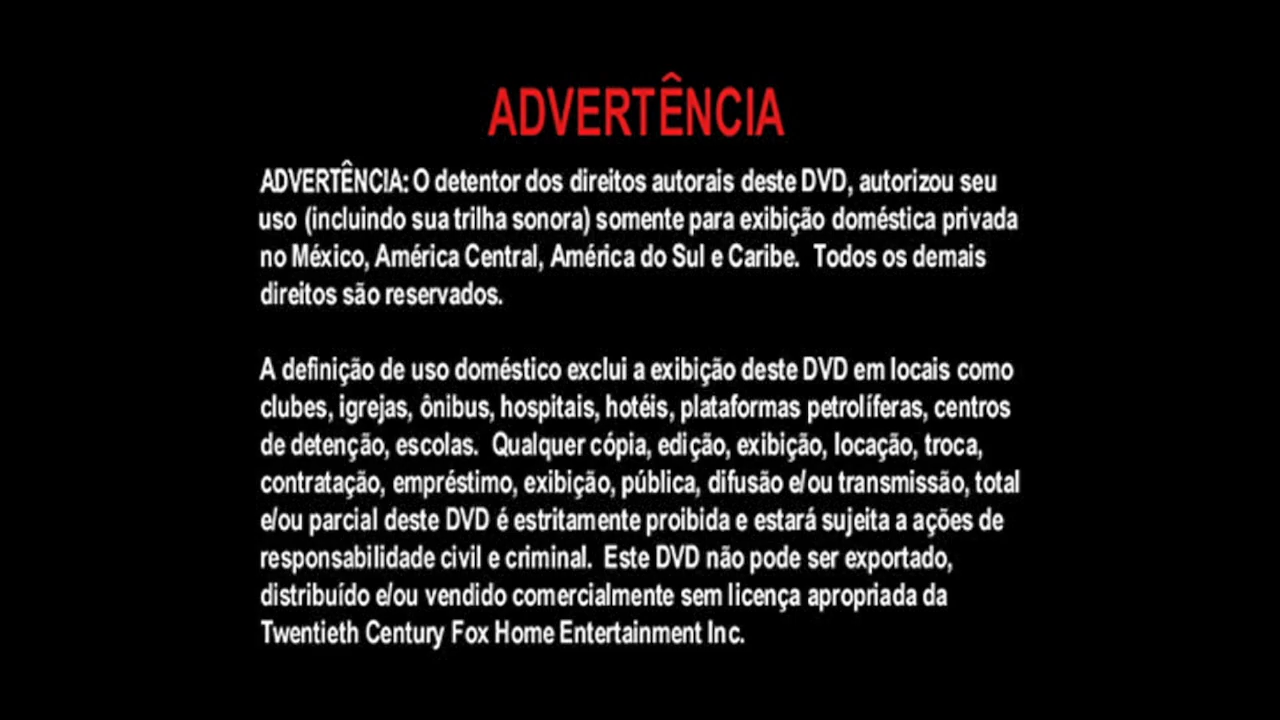 ADVERTÊNCIA
ADVERTÊNCIA: O detentor dos direitos autorais deste DVD, autorizou seu
uso (incluindo sua trilha sonora) somente para exibição doméstica privada
no México, América Central, América do Sul e Caribe.  Todos os demais
direitos são reservados.
A definição de uso doméstico exclui a exibição deste DVD em locais como
clubes, igrejas, ônibus, hospitais, hotéis, plataformas petrolíferas, centros
de detenção, escolas.  Qualquer cópia, edição, exibição, locação, troca,
contratação, empréstimo, exibição, pública, difusão e/ou transmissão, total
e/ou parcial deste DVD é estritamente proibida e estará sujeita a ações de
responsabilidade civil e criminal.  Este DVD não pode ser exportado,
distribuído e/ou vendido comercialmente sem licença apropriada da
Twentieth Century Fox Home Entertainment Inc.